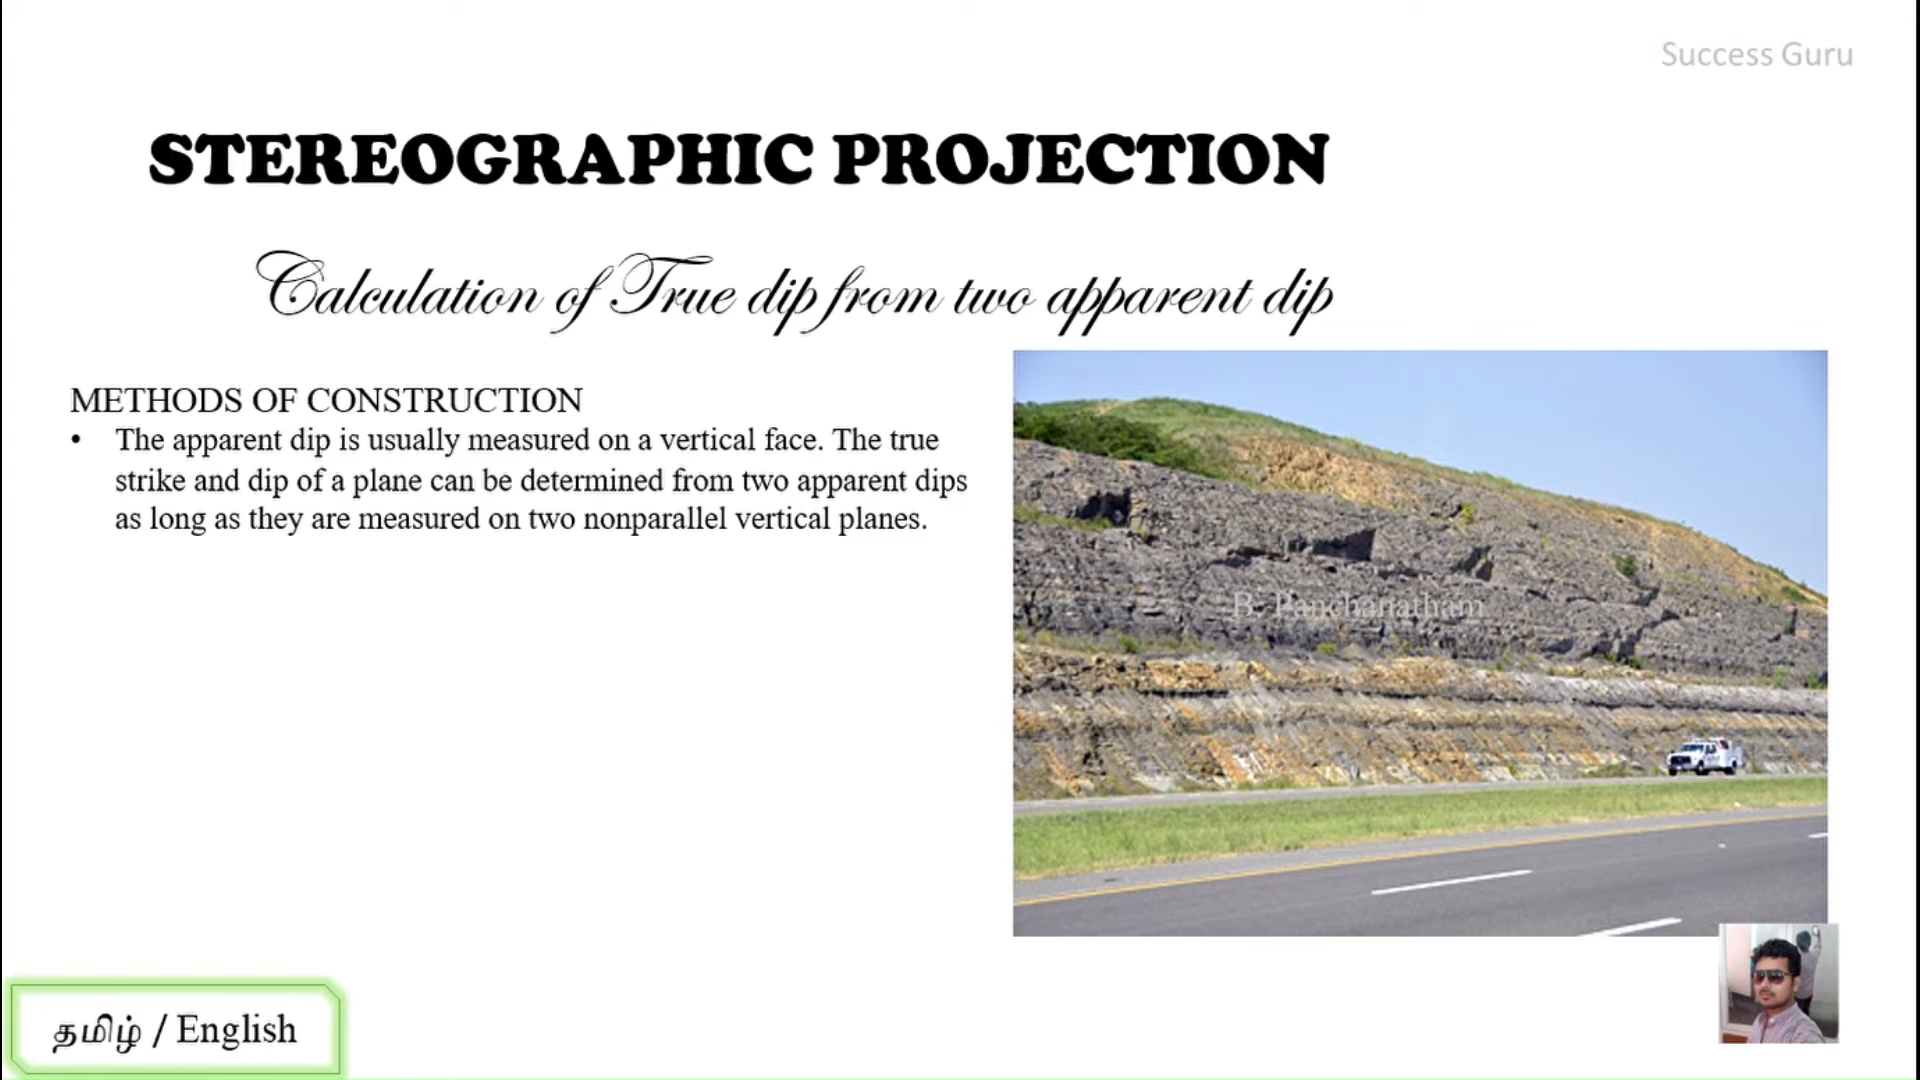 Success Guru
STEREOGRAPHIC PROJECTION
Calculation of True dip from two apparent dip
METHODS OF CONSTRUCTION
• The apparent dip is usually measured on a vertical face. The true
strike and dip of a plane can be determined from two apparent dips
as long as they are measured on two nonparallel vertical planes.
B. Panchanatham
தமிழ் / English